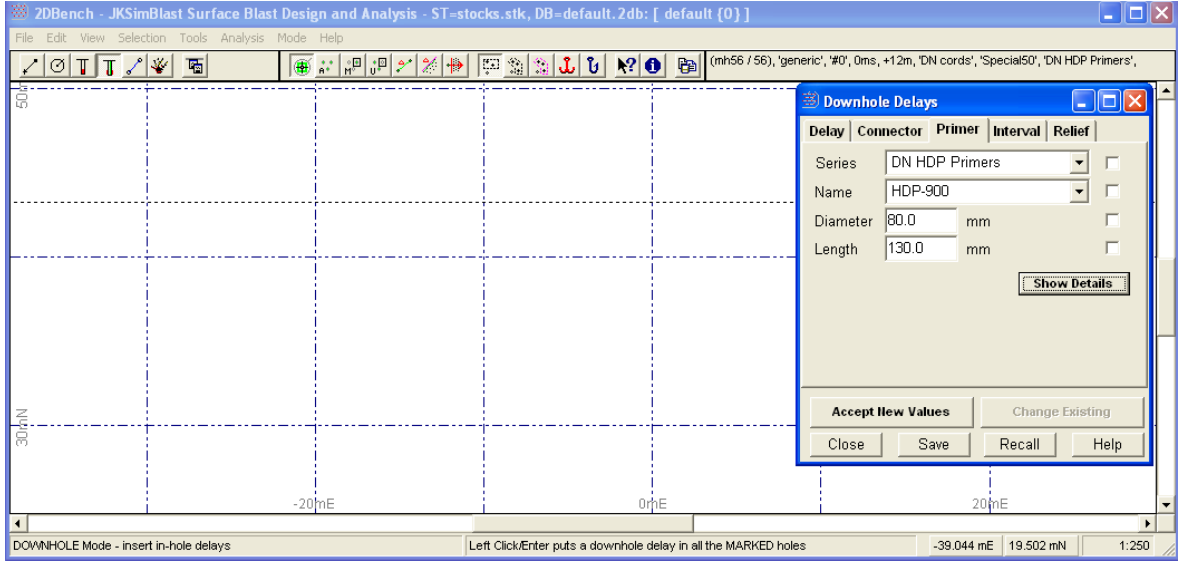 2DBench - JKSimBlast Surface Blast Design and Analysis - ST=stocks.stk, DB=default.2db: [ default {0} ]
File Edit View Selection Tools Analysis Mode Help
(mh56 / 56), 'generic', '#0', 0ms, +12m, 'DN cords', 'Special50', 'DN HDP Primers',
50m
Downhole Delays
Delay Connector Primer Interval Relief
Series DN HDP Primers
Name HDP-900
Diameter 80.0 mm
Length 130.0 mm
Show Details
Accept New Values Change Existing
Close Save Recall Help
30mN
-20mE 0mE 20mE
DOWNHOLE Mode - insert in-hole delays Left Click/Enter puts a downhole delay in all the MARKED holes -39.044 mE 19.502 mN 1:250